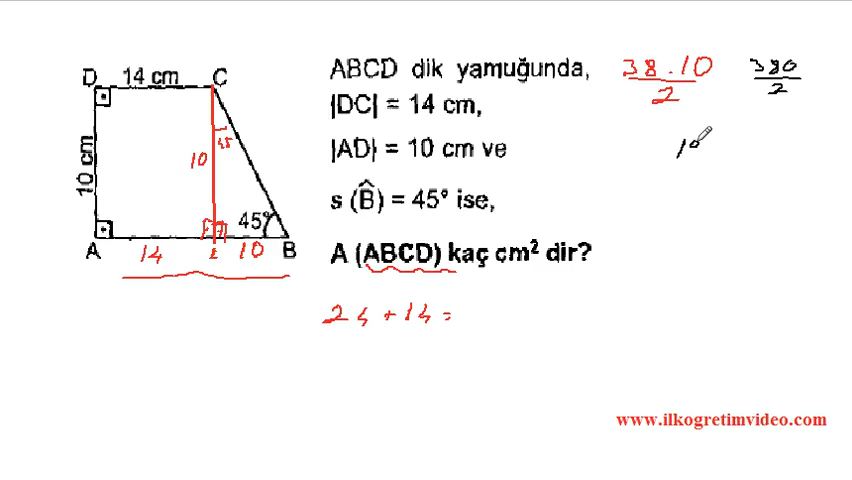 D 14 cm C
ABCD dik yamuğunda,
38 . 10
2
380
2
|DC| = 14 cm,
45
10 cm
10
|AD| = 10 cm ve
s (B̂) = 45° ise,
45°
A 14 10 B
A (ABCD) kaç cm² dir?
24 + 14 =
www.ilkogretimvideo.com